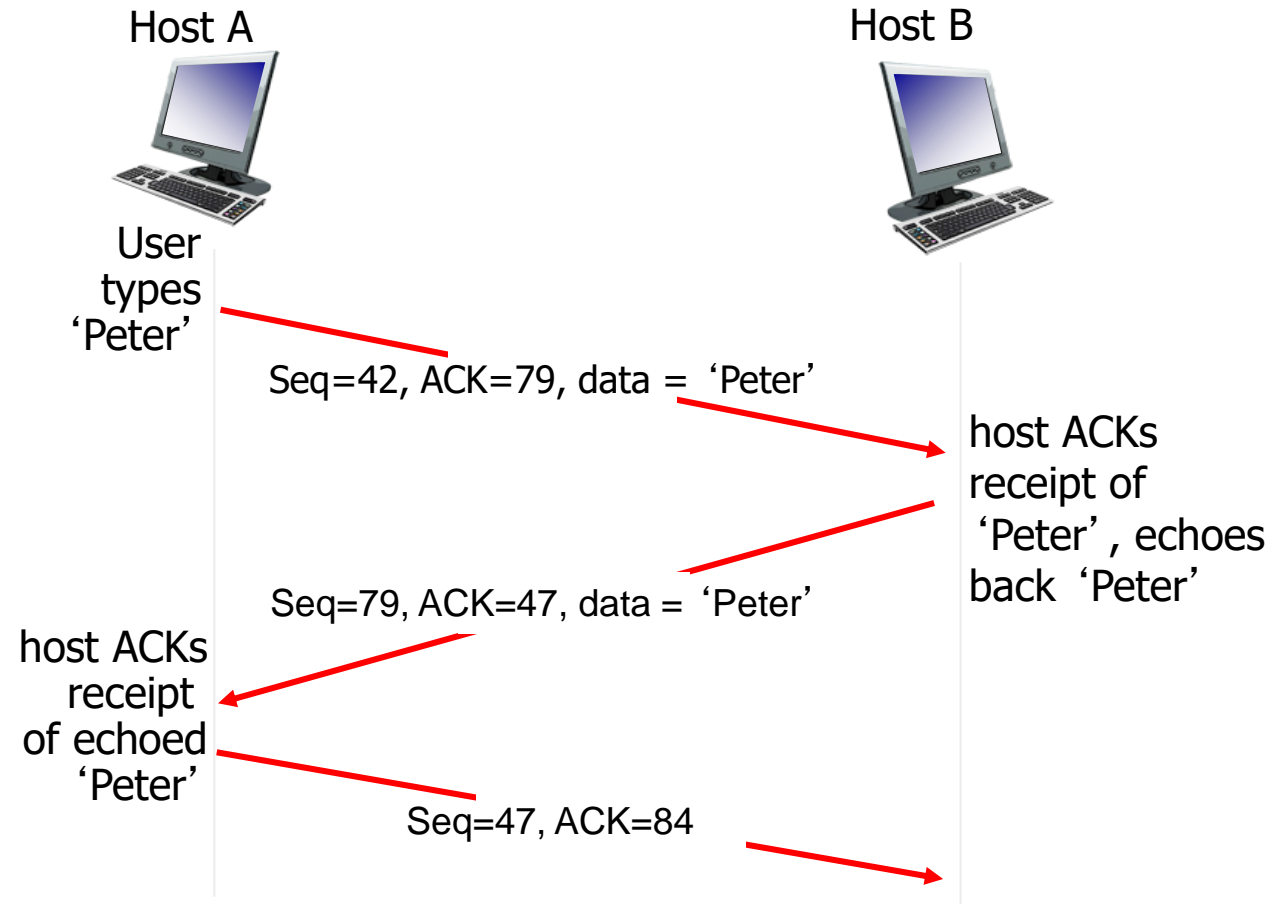 Host A
Host B
User
types
‘Peter’
Seq=42, ACK=79, data = ‘Peter’
host ACKs
receipt of
‘Peter’, echoes
back ‘Peter’
Seq=79, ACK=47, data = ‘Peter’
host ACKs
receipt
of echoed
‘Peter’
Seq=47, ACK=84